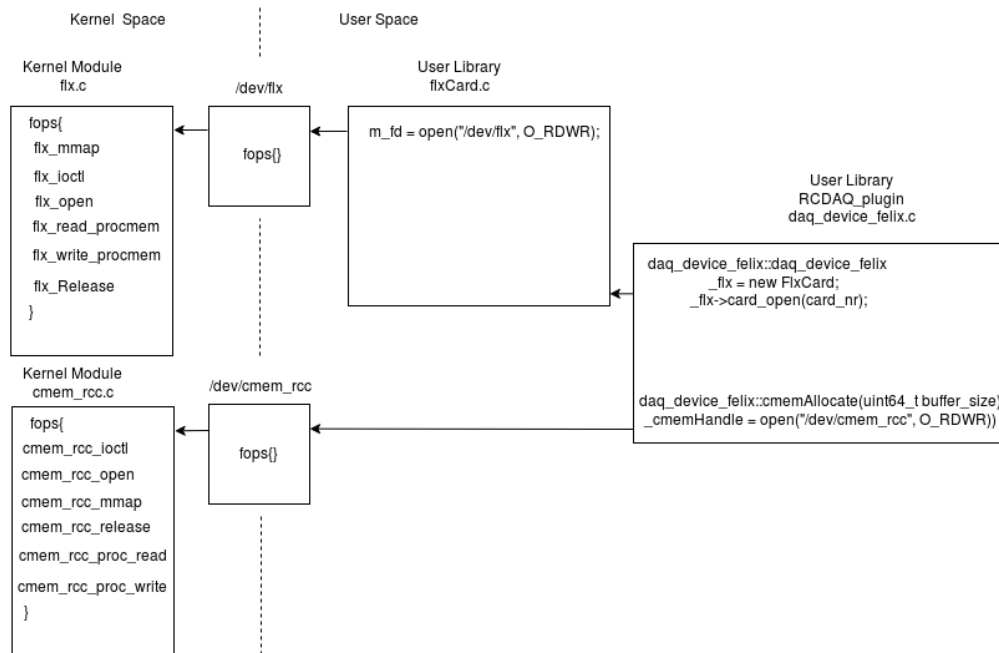 Kernel Space
User Space
Kernel Module
flx.c
fops{
flx_mmap
flx_ioctl
flx_open
flx_read_procmem
flx_write_procmem
flx_Release
}
/dev/flx
fops{}
User Library
flxCard.c
m_fd = open("/dev/flx", O_RDWR);
User Library
RCDAQ_plugin
daq_device_felix.c
daq_device_felix::daq_device_felix
_flx = new FlxCard;
_flx->card_open(card_nr);
daq_device_felix::cmemAllocate(uint64_t buffer_size)
_cmemHandle = open("/dev/cmem_rcc", O_RDWR))
Kernel Module
cmem_rcc.c
fops{
cmem_rcc_ioctl
cmem_rcc_open
cmem_rcc_mmap
cmem_rcc_release
cmem_rcc_proc_read
cmem_rcc_proc_write
}
/dev/cmem_rcc
fops{}